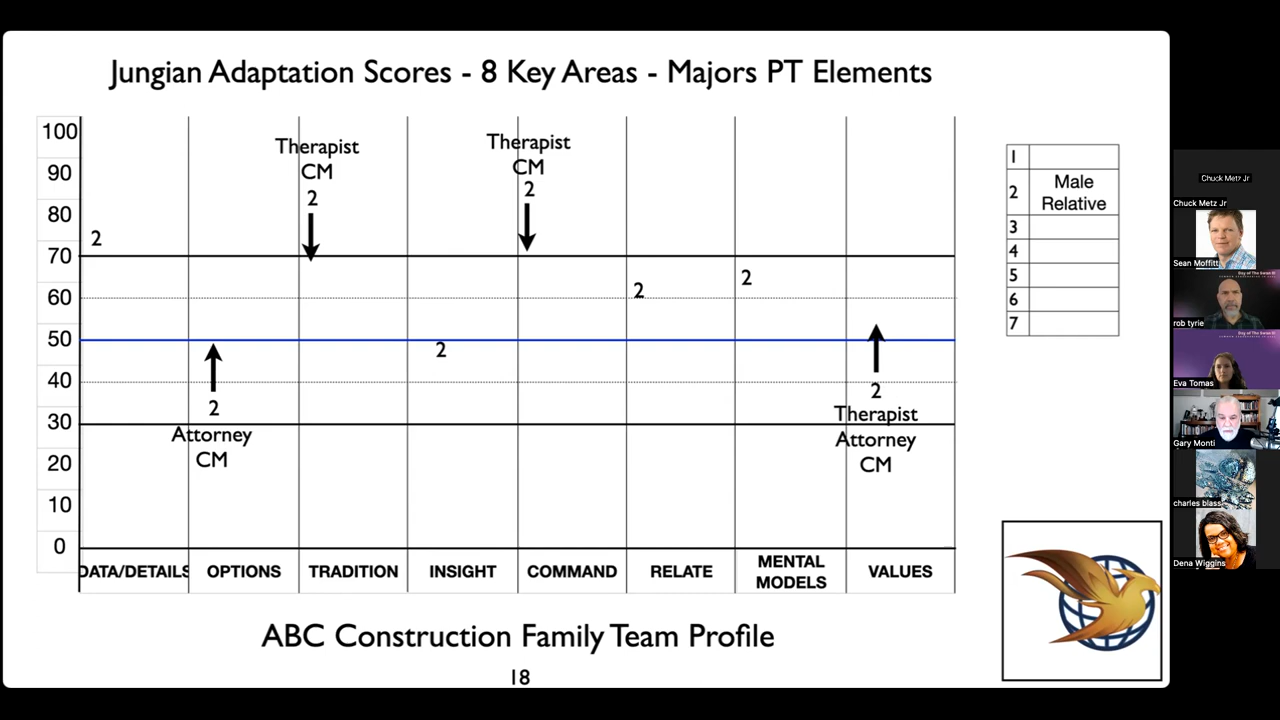 Jungian Adaptation Scores - 8 Key Areas - Majors PT Elements
100
90
80
70
60
50
40
30
20
10
0
2
2
Attorney
CM
Therapist
CM
2
2
Therapist
CM
2
2
2
2
Therapist
Attorney
CM
DATA/DETAILS
OPTIONS
TRADITION
INSIGHT
COMMAND
RELATE
MENTAL
MODELS
VALUES
ABC Construction Family Team Profile
18
1
2 Male
Relative
3
4
5
6
7
Chuck Metz Jr
Chuck Metz Jr
Sean Moffitt
rob tyrie
Eva Tomas
Gary Monti
charles blass
Dena Wiggins